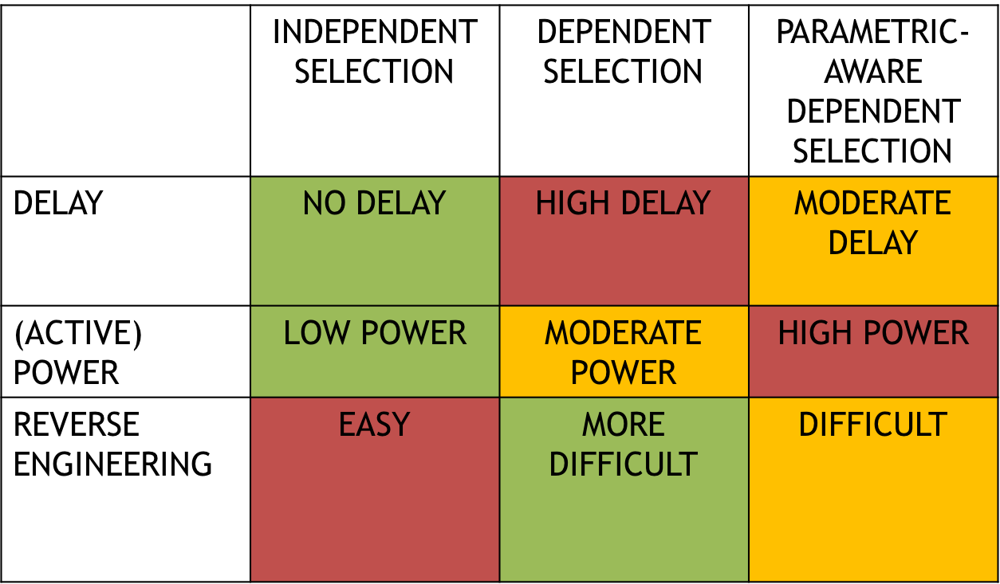 INDEPENDENT
SELECTION
DEPENDENT
SELECTION
PARAMETRIC-
AWARE
DEPENDENT
SELECTION
DELAY
NO DELAY
HIGH DELAY
MODERATE
DELAY
(ACTIVE)
POWER
LOW POWER
MODERATE
POWER
HIGH POWER
REVERSE
ENGINEERING
EASY
MORE
DIFFICULT
DIFFICULT